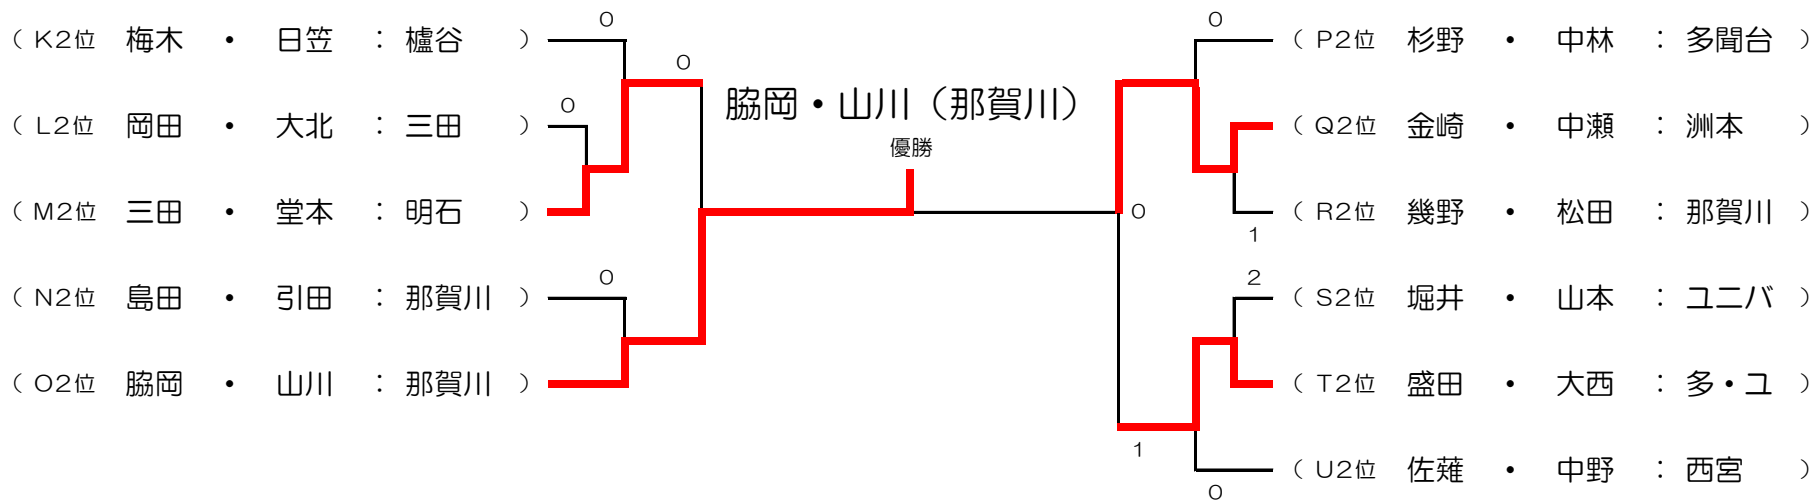 （ K2位 梅木 ・ 日笠 ： 櫨谷 ）
（ L2位 岡田 ・ 大北 ： 三田 ）
（ M2位 三田 ・ 堂本 ： 明石 ）
（ N2位 島田 ・ 引田 ： 那賀川 ）
（ O2位 脇岡 ・ 山川 ： 那賀川 ）
0
0
0
0
脇岡・山川（那賀川）
優勝
0
0
1
2
1
0
（ P2位 杉野 ・ 中林 ： 多聞台 ）
（ Q2位 金崎 ・ 中瀬 ： 洲本 ）
（ R2位 幾野 ・ 松田 ： 那賀川 ）
（ S2位 堀井 ・ 山本 ： ユニバ ）
（ T2位 盛田 ・ 大西 ： 多・ユ ）
（ U2位 佐薙 ・ 中野 ： 西宮 ）